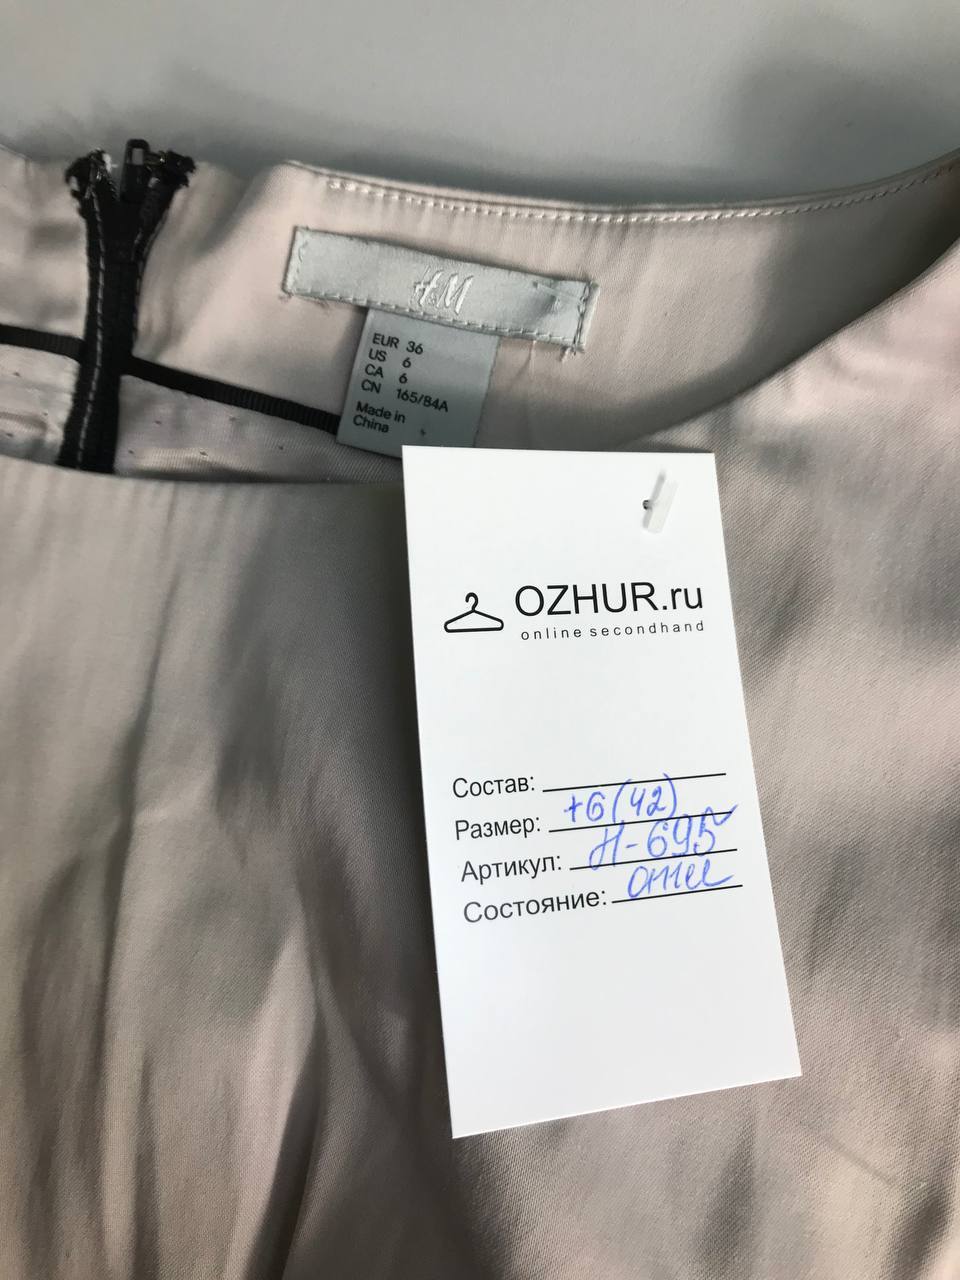 H&M
EUR 36
US 6
CA 6
CN 165/84A
Made in
China
OZHUR.ru
online secondhand
Состав:
Размер: +6 (42)
Артикул: Н-695
Состояние: отл